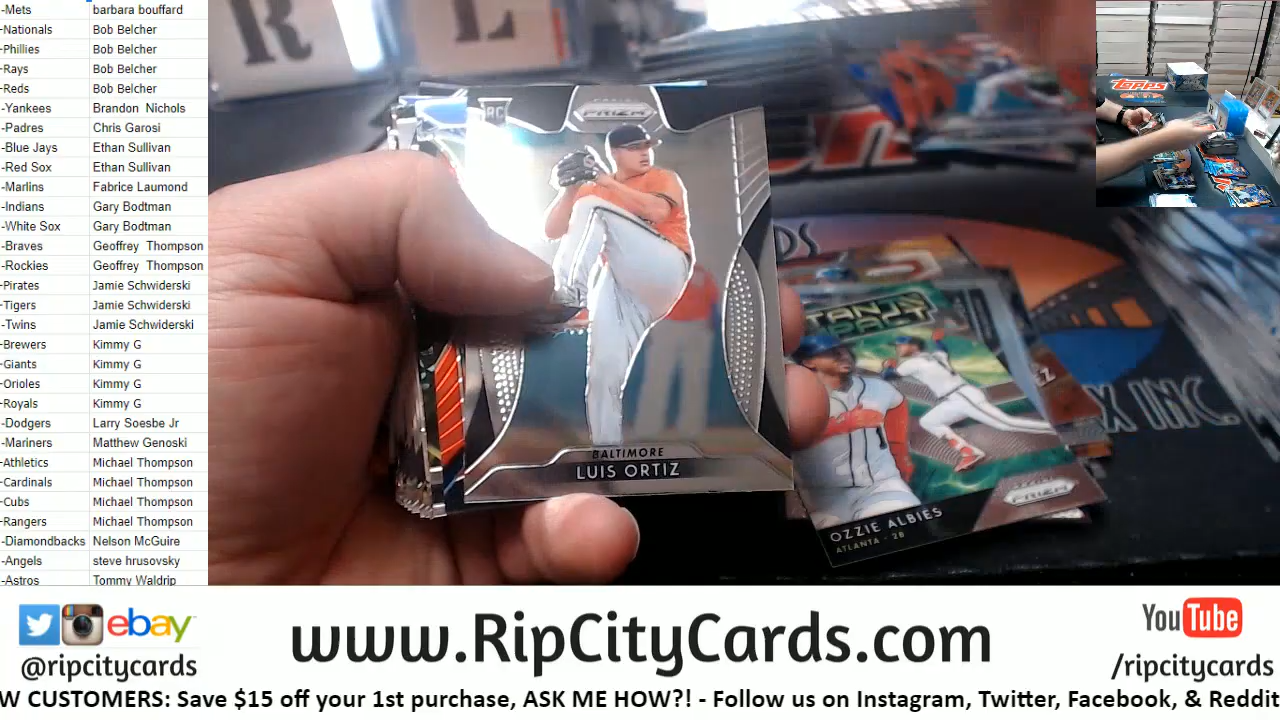 -Mets barbara bouffard
-Nationals Bob Belcher
-Phillies Bob Belcher
-Rays Bob Belcher
-Reds Bob Belcher
-Yankees Brandon Nichols
-Padres Chris Garosi
-Blue Jays Ethan Sullivan
-Red Sox Ethan Sullivan
-Marlins Fabrice Laumond
-Indians Gary Bodtman
-White Sox Gary Bodtman
-Braves Geoffrey Thompson
-Rockies Geoffrey Thompson
-Pirates Jamie Schwiderski
-Tigers Jamie Schwiderski
-Twins Jamie Schwiderski
-Brewers Kimmy G
-Giants Kimmy G
-Orioles Kimmy G
-Royals Kimmy G
-Dodgers Larry Soesbe Jr
-Mariners Matthew Genoski
-Athletics Michael Thompson
-Cardinals Michael Thompson
-Cubs Michael Thompson
-Rangers Michael Thompson
-Diamondbacks Nelson McGuire
-Angels steve hrusovsky
-Astros Tommy Waldrip
R
L
RC
PRIZM
BALTIMORE
LUIS ORTIZ
OZZIE ALBIES
ATLANTA - 2B
PRIZM
X INC.
Topps
ebay
@ripcitycards
www.RipCityCards.com
YouTube
/ripcitycards
W CUSTOMERS: Save $15 off your 1st purchase, ASK ME HOW?! - Follow us on Instagram, Twitter, Facebook, & Reddit